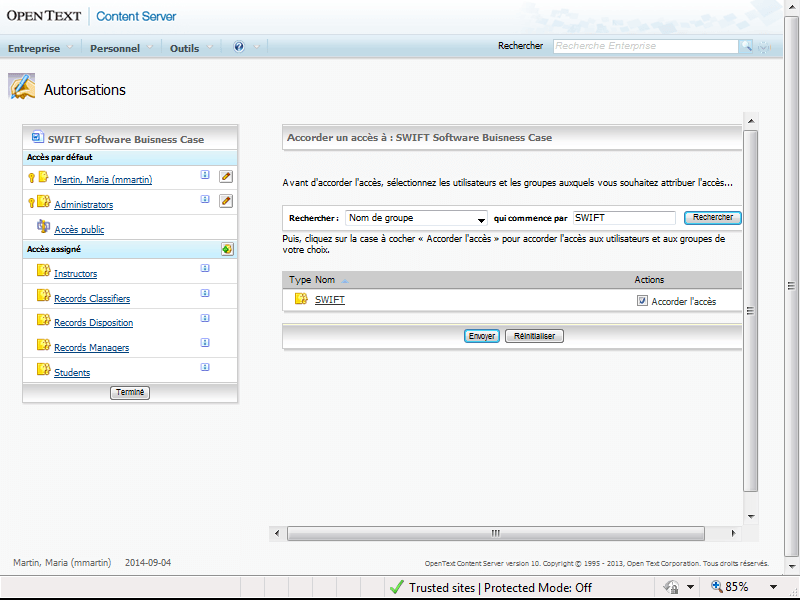 OPEN TEXT | Content Server
Entreprise Personnel Outils
Rechercher Recherche Enterprise
Autorisations
SWIFT Software Buisness Case
Accès par défaut
Martin, Maria (mmartin)
Administrators
Accès public
Accès assigné
Instructors
Records Classifiers
Records Disposition
Records Managers
Students
Terminé
Accorder un accès à : SWIFT Software Buisness Case
Avant d'accorder l'accès, sélectionnez les utilisateurs et les groupes auxquels vous souhaitez attribuer l'accès...
Rechercher : Nom de groupe qui commence par SWIFT Rechercher
Puis, cliquez sur la case à cocher « Accorder l'accès » pour accorder l'accès aux utilisateurs et aux groupes de
votre choix.
Type Nom Actions
SWIFT Accorder l'accès
Envoyer Réinitialiser
Martin, Maria (mmartin) 2014-09-04
OpenText Content Server version 10. Copyright © 1995 - 2013, Open Text Corporation. Tous droits réservés.
Trusted sites | Protected Mode: Off
85%